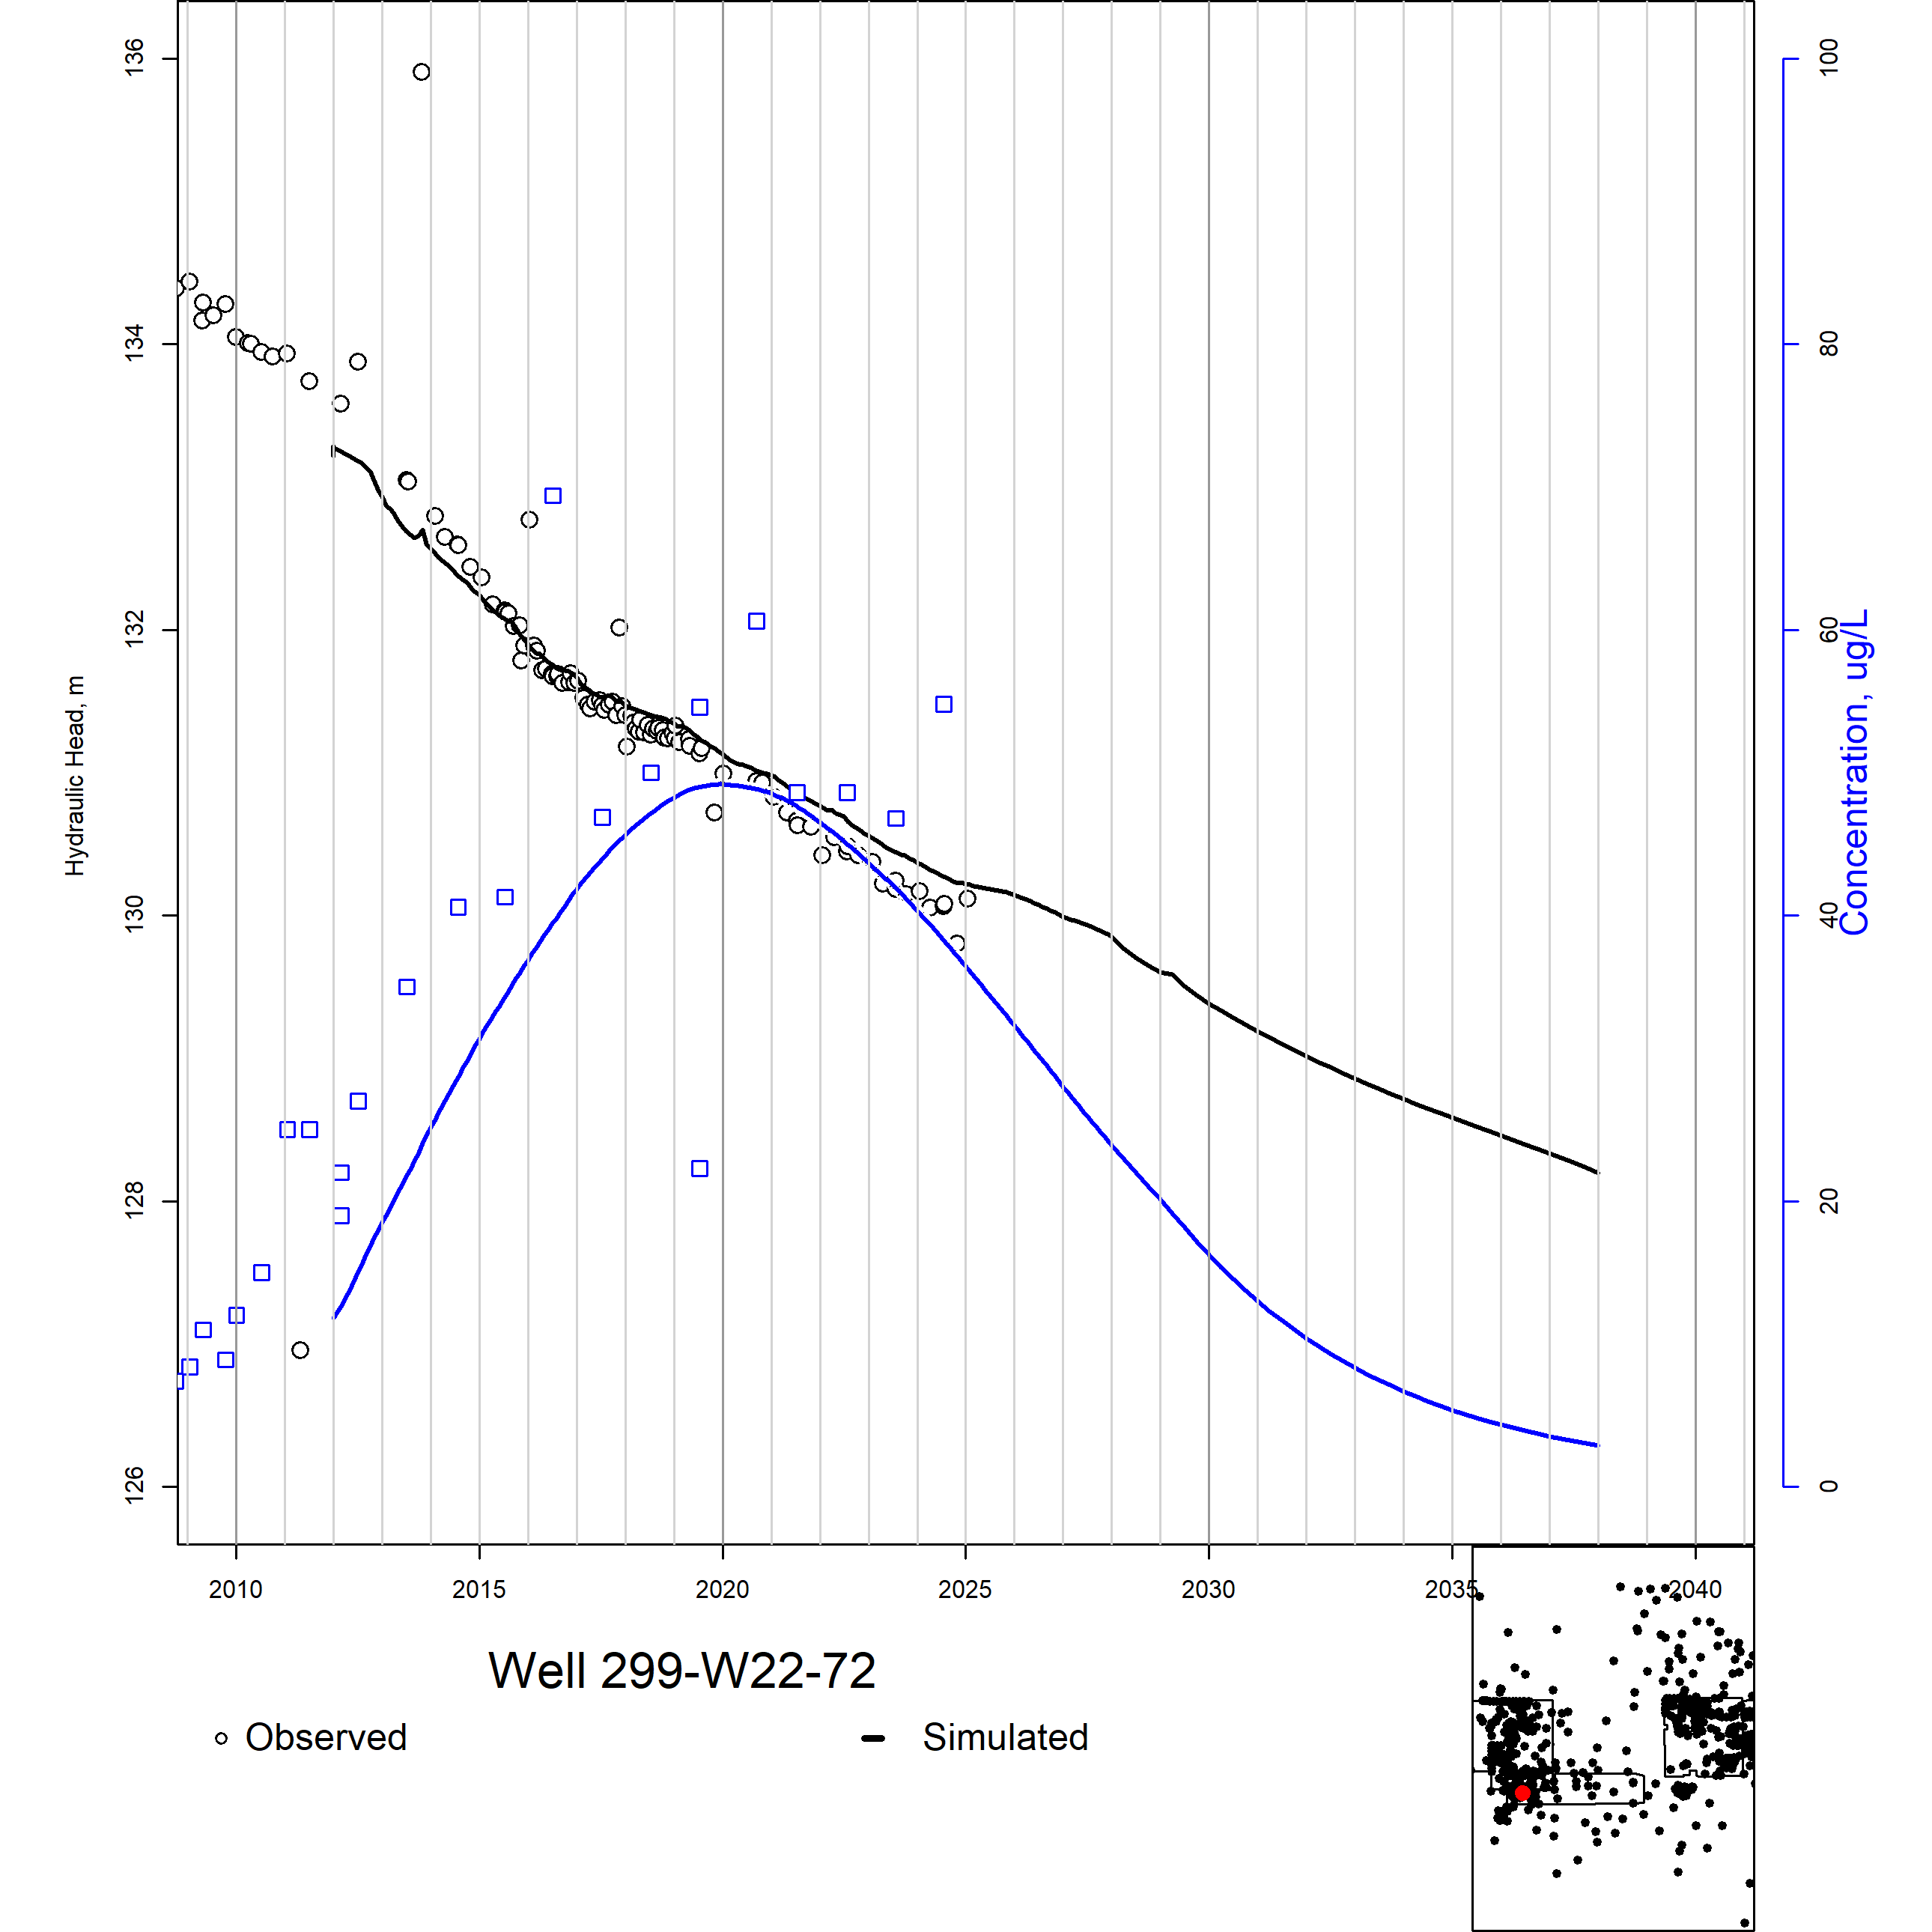 136
134
132
130
128
126
Hydraulic Head, m
100
80
60
40
20
0
Concentration, ug/L
2010 2015 2020 2025 2030 2035 2040
Well 299-W22-72
Observed Simulated